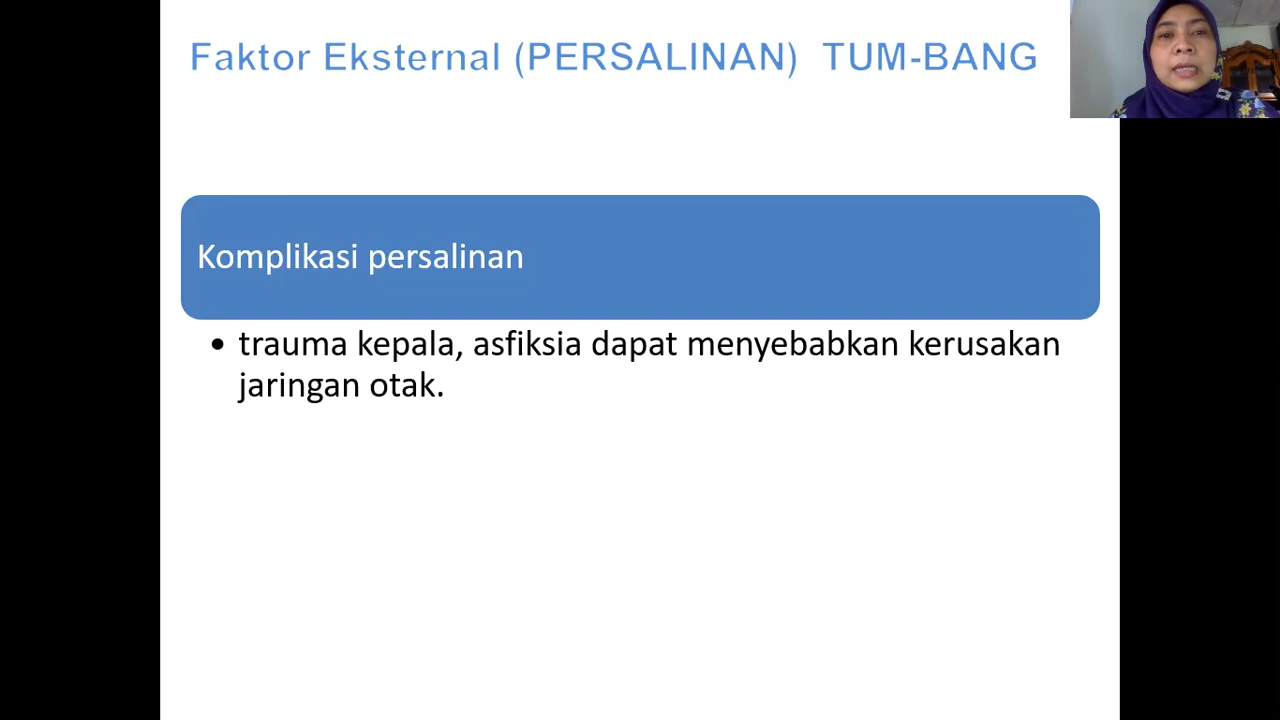 Faktor Eksternal (PERSALINAN) TUM-BANG
Komplikasi persalinan
• trauma kepala, asfiksia dapat menyebabkan kerusakan
jaringan otak.